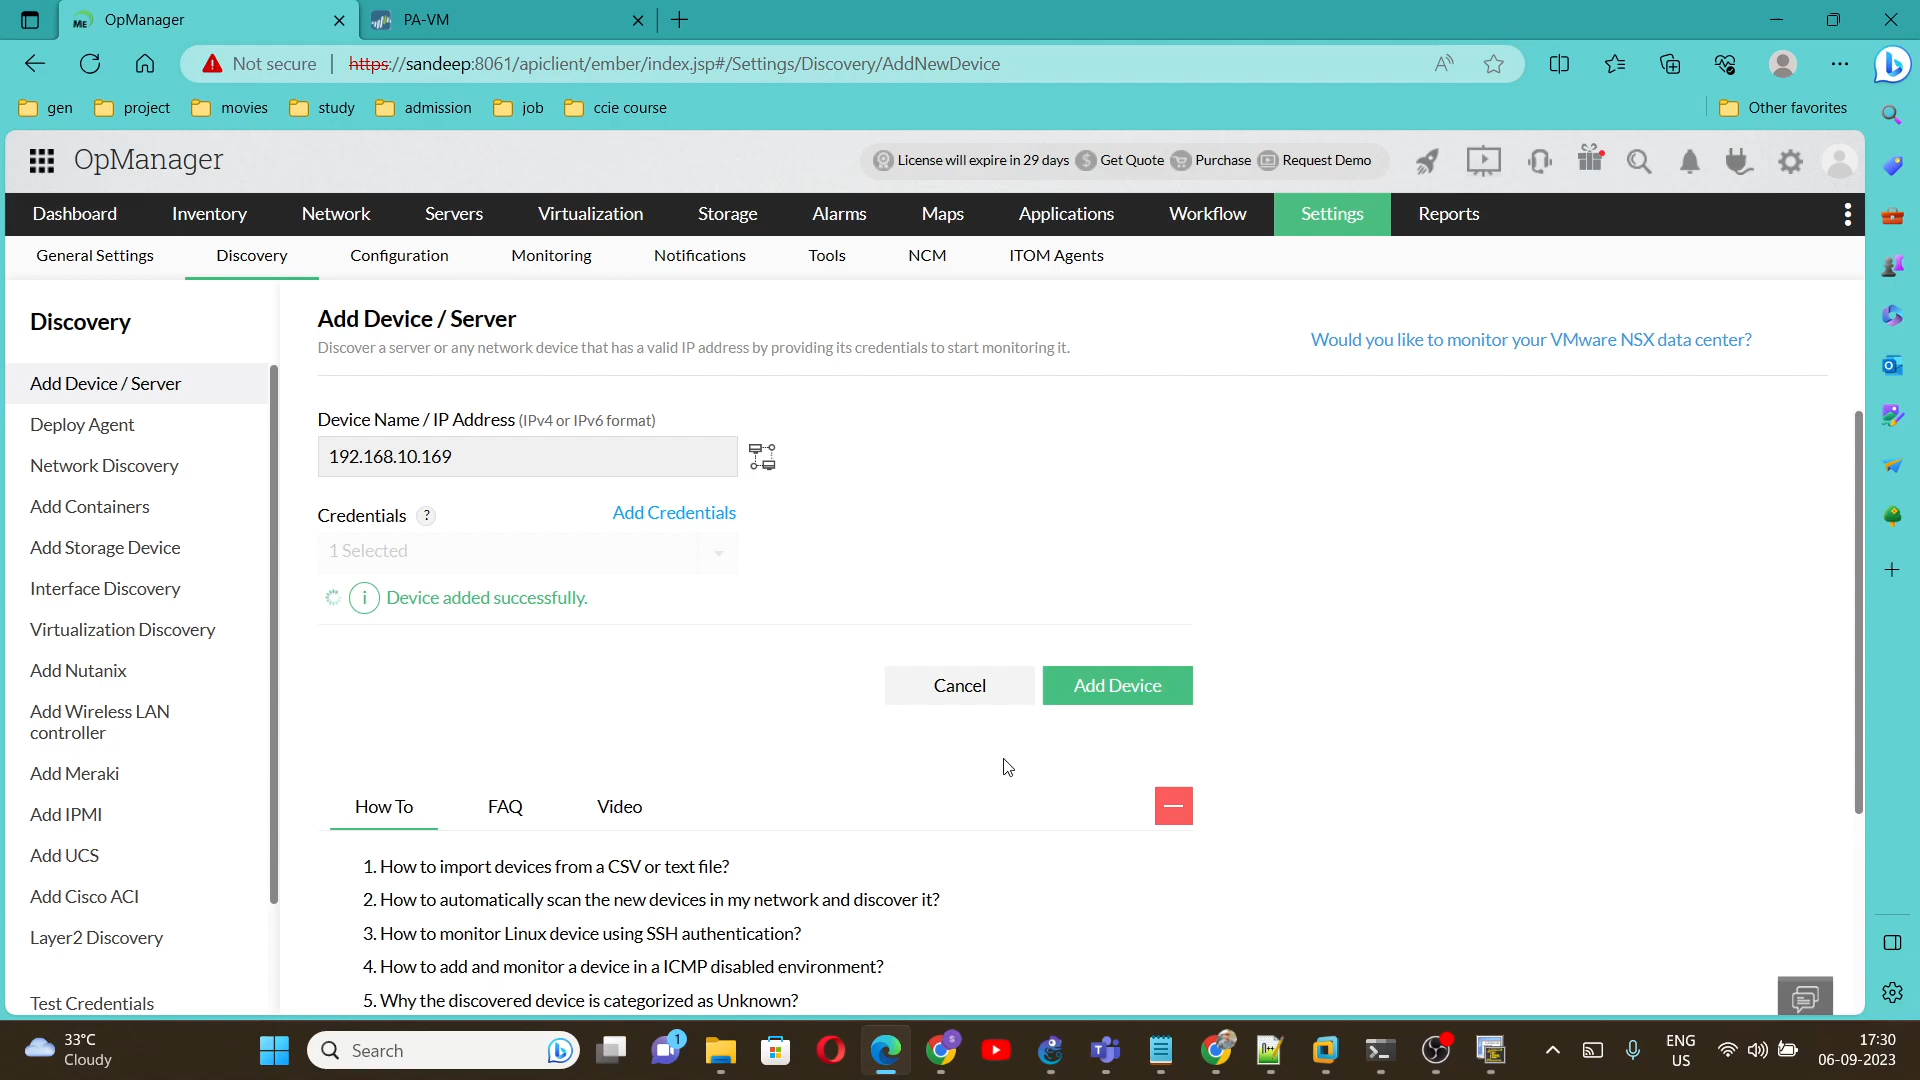 OpManager
PA-VM
Not secure
https://sandeep:8061/apiclient/ember/index.jsp#/Settings/Discovery/AddNewDevice
gen
project
movies
study
admission
job
ccie course
Other favorites
OpManager
License will expire in 29 days
Get Quote
Purchase
Request Demo
Dashboard
Inventory
Network
Servers
Virtualization
Storage
Alarms
Maps
Applications
Workflow
Settings
Reports
General Settings
Discovery
Configuration
Monitoring
Notifications
Tools
NCM
ITOM Agents
Discovery
Add Device / Server
Deploy Agent
Network Discovery
Add Containers
Add Storage Device
Interface Discovery
Virtualization Discovery
Add Nutanix
Add Wireless LAN
controller
Add Meraki
Add IPMI
Add UCS
Add Cisco ACI
Layer2 Discovery
Test Credentials
Add Device / Server
Discover a server or any network device that has a valid IP address by providing its credentials to start monitoring it.
Would you like to monitor your VMware NSX data center?
Device Name / IP Address (IPv4 or IPv6 format)
192.168.10.169
Credentials ?
Add Credentials
1 Selected
i Device added successfully.
Cancel
Add Device
How To
FAQ
Video
1. How to import devices from a CSV or text file?
2. How to automatically scan the new devices in my network and discover it?
3. How to monitor Linux device using SSH authentication?
4. How to add and monitor a device in a ICMP disabled environment?
5. Why the discovered device is categorized as Unknown?
33°C
Cloudy
Search
1
ENG
US
17:30
06-09-2023